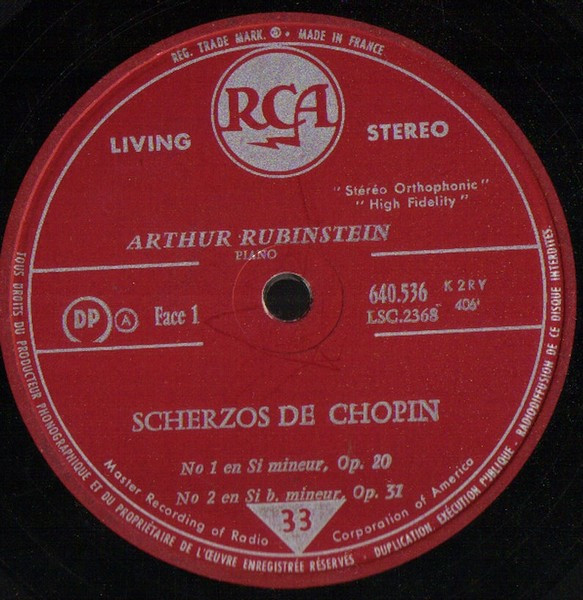 REG. TRADE MARK. ® • MADE IN FRANCE
RCA
LIVING STEREO
"Stéréo Orthophonic"
"High Fidelity"
ARTHUR RUBINSTEIN
PIANO
DP A Face 1
640.536 K2RY
LSC.2368 406'
SCHERZOS DE CHOPIN
No 1 en Si mineur, Op. 20
No 2 en Si b. mineur, Op. 31
33
Master Recording of Radio Corporation of America
TOUS DROITS DU PRODUCTEUR PHONOGRAPHIQUE ET DU PROPRIÉTAIRE DE L'ŒUVRE ENREGISTRÉE RÉSERVÉS • DUPLICATION, EXÉCUTION PUBLIQUE, RADIODIFFUSION DE CE DISQUE INTERDITES.